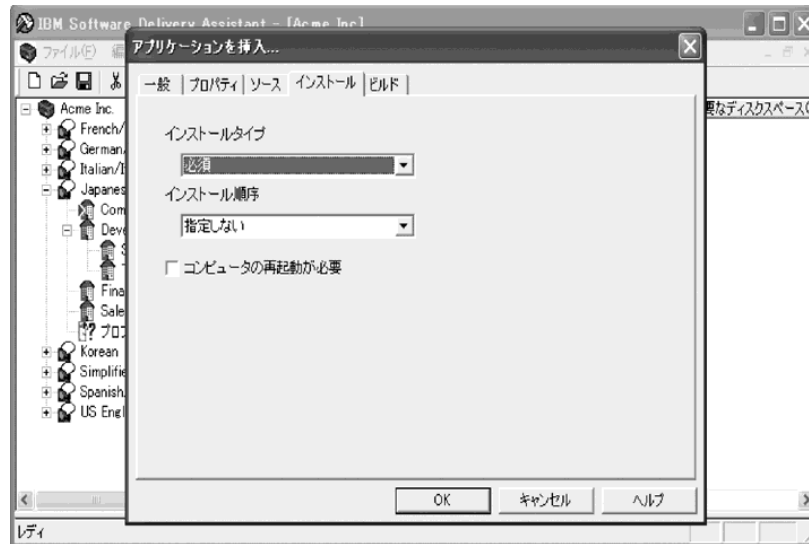 IBM Software Delivery Assistant - [Acme Inc]
アプリケーションを挿入...
ファイル(F)
一般
プロパティ
ソース
インストール
ビルド
要なディスクスペースの
Acme Inc.
French/
German/
Italian/
Japanes
Com
Deve
Fina
Sale
プロフ
Korean
Simplifie
Spanish/
US Engl
インストールタイプ
必須
インストール順序
指定しない
コンピュータの再起動が必要
OK
キャンセル
ヘルプ
レディ